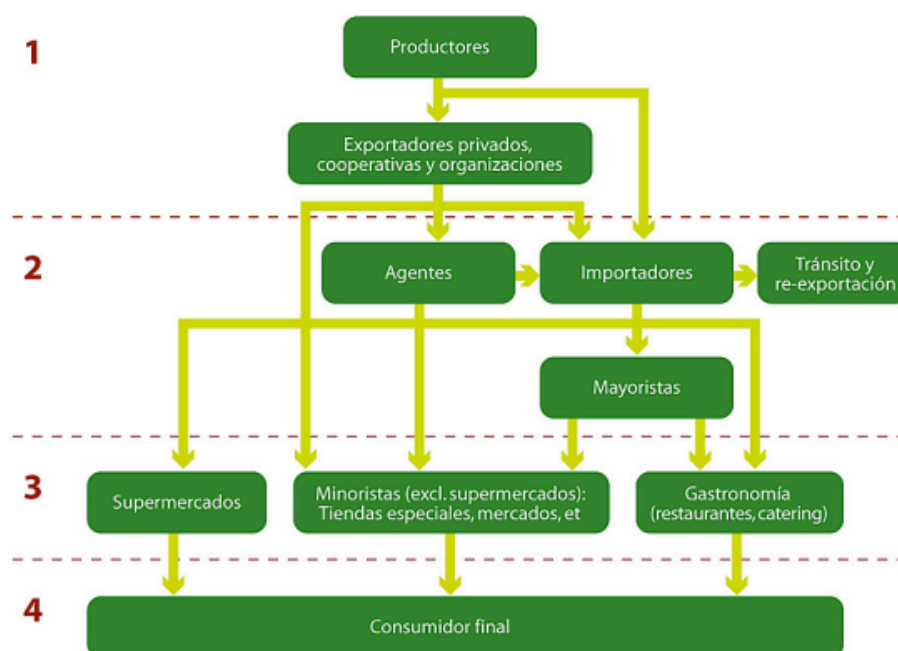 1
Productores
Exportadores privados,
cooperativas y organizaciones
2
Agentes
Importadores
Tránsito y
re-exportación
Mayoristas
3
Supermercados
Minoristas (excl. supermercados):
Tiendas especiales, mercados, et
Gastronomía
(restaurantes, catering)
4
Consumidor final